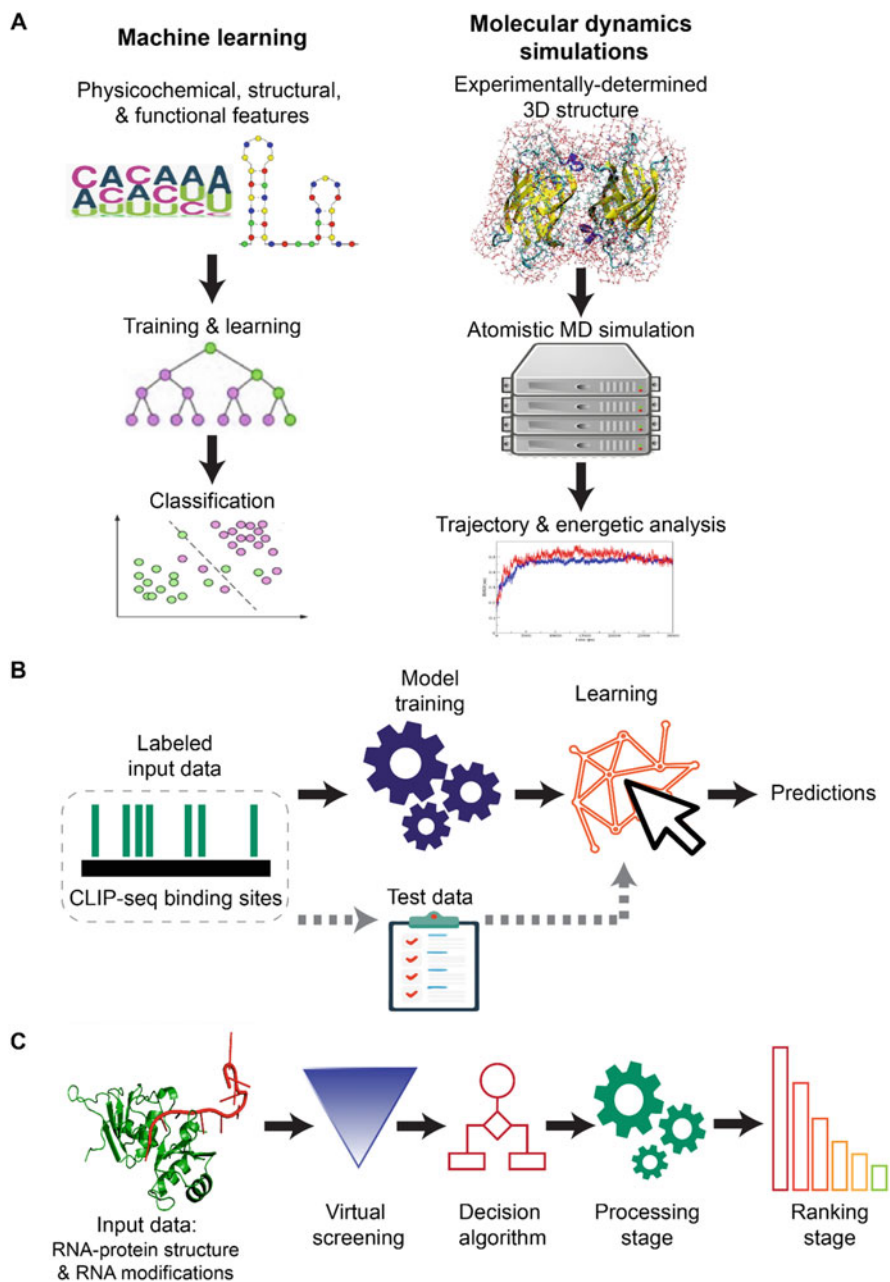 A
Machine learning
Physicochemical, structural,
& functional features
CACAAA
AACACUU
Training & learning
Classification
Molecular dynamics
simulations
Experimentally-determined
3D structure
Atomistic MD simulation
Trajectory & energetic analysis
B
Labeled
input data
CLIP-seq binding sites
Model
training
Learning
Predictions
Test data
C
Input data:
RNA-protein structure
& RNA modifications
Virtual
screening
Decision
algorithm
Processing
stage
Ranking
stage